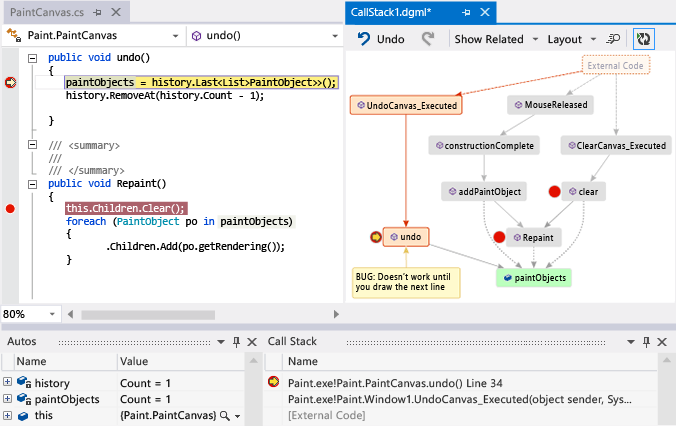 PaintCanvas.cs
Paint.PaintCanvas
undo()
public void undo()
{
paintObjects = history.Last<List>PaintObject>>();
history.RemoveAt(history.Count - 1);
}
/// <summary>
///
/// </summary>
public void Repaint()
{
this.Children.Clear();
foreach (PaintObject po in paintObjects)
{
.Children.Add(po.getRendering());
}
80%
CallStack1.dgml*
Undo
Show Related
Layout
External Code
UndoCanvas_Executed
MouseReleased
constructionComplete
ClearCanvas_Executed
addPaintObject
clear
undo
Repaint
BUG: Doesn't work until
you draw the next line
paintObjects
Autos
Name Value
history Count = 1
paintObjects Count = 1
this {Paint.PaintCanvas}
Call Stack
Name
Paint.exe!Paint.PaintCanvas.undo() Line 34
Paint.exe!Paint.Window1.UndoCanvas_Executed(object sender, Sys...
[External Code]